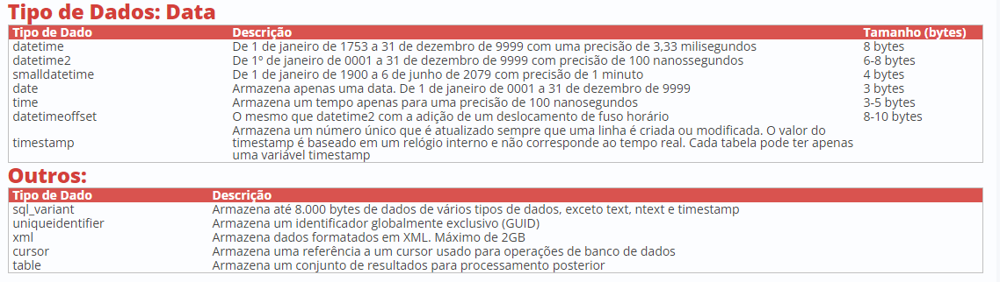 Tipo de Dados: Data
Tipo de Dado Descrição Tamanho (bytes)
datetime De 1 de janeiro de 1753 a 31 de dezembro de 9999 com uma precisão de 3,33 milisegundos 8 bytes
datetime2 De 1º de janeiro de 0001 a 31 de dezembro de 9999 com precisão de 100 nanossegundos 6-8 bytes
smalldatetime De 1 de janeiro de 1900 a 6 de junho de 2079 com precisão de 1 minuto 4 bytes
date Armazena apenas uma data. De 1 de janeiro de 0001 a 31 de dezembro de 9999 3 bytes
time Armazena um tempo apenas para uma precisão de 100 nanosegundos 3-5 bytes
datetimeoffset O mesmo que datetime2 com a adição de um deslocamento de fuso horário 8-10 bytes
Armazena um número único que é atualizado sempre que uma linha é criada ou modificada. O valor do
timestamp timestamp é baseado em um relógio interno e não corresponde ao tempo real. Cada tabela pode ter apenas
uma variável timestamp
Outros:
Tipo de Dado Descrição
sql_variant Armazena até 8.000 bytes de dados de vários tipos de dados, exceto text, ntext e timestamp
uniqueidentifier Armazena um identificador globalmente exclusivo (GUID)
xml Armazena dados formatados em XML. Máximo de 2GB
cursor Armazena uma referência a um cursor usado para operações de banco de dados
table Armazena um conjunto de resultados para processamento posterior